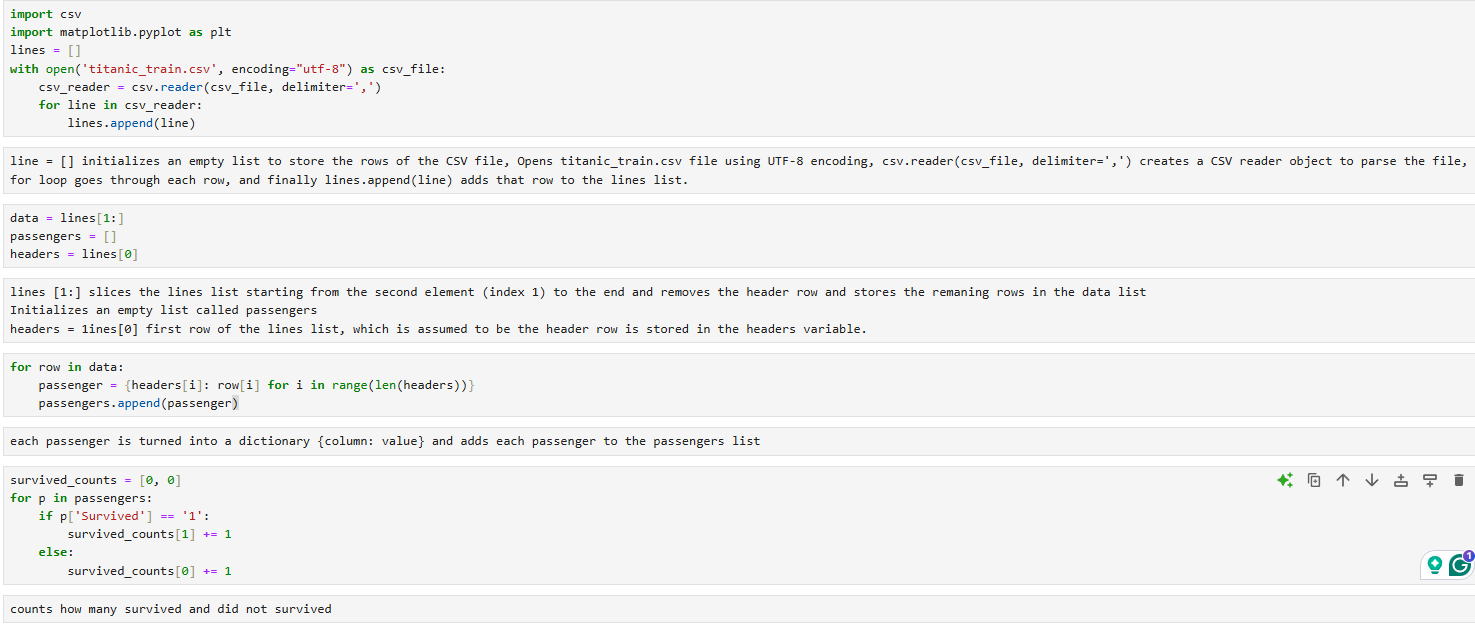 import csv
import matplotlib.pyplot as plt
lines = []
with open('titanic_train.csv', encoding="utf-8") as csv_file:
    csv_reader = csv.reader(csv_file, delimiter=',')
    for line in csv_reader:
        lines.append(line)
line = [] initializes an empty list to store the rows of the CSV file, Opens titanic_train.csv file using UTF-8 encoding, csv.reader(csv_file, delimiter=',') creates a CSV reader object to parse the file,
for loop goes through each row, and finally lines.append(line) adds that row to the lines list.
data = lines[1:]
passengers = []
headers = lines[0]
lines [1:] slices the lines list starting from the second element (index 1) to the end and removes the header row and stores the remaning rows in the data list
Initializes an empty list called passengers
headers = lines[0] first row of the lines list, which is assumed to be the header row is stored in the headers variable.
for row in data:
    passenger = {headers[i]: row[i] for i in range(len(headers))}
    passengers.append(passenger)
each passenger is turned into a dictionary {column: value} and adds each passenger to the passengers list
survived_counts = [0, 0]
for p in passengers:
    if p['Survived'] == '1':
        survived_counts[1] += 1
    else:
        survived_counts[0] += 1
1
counts how many survived and did not survived